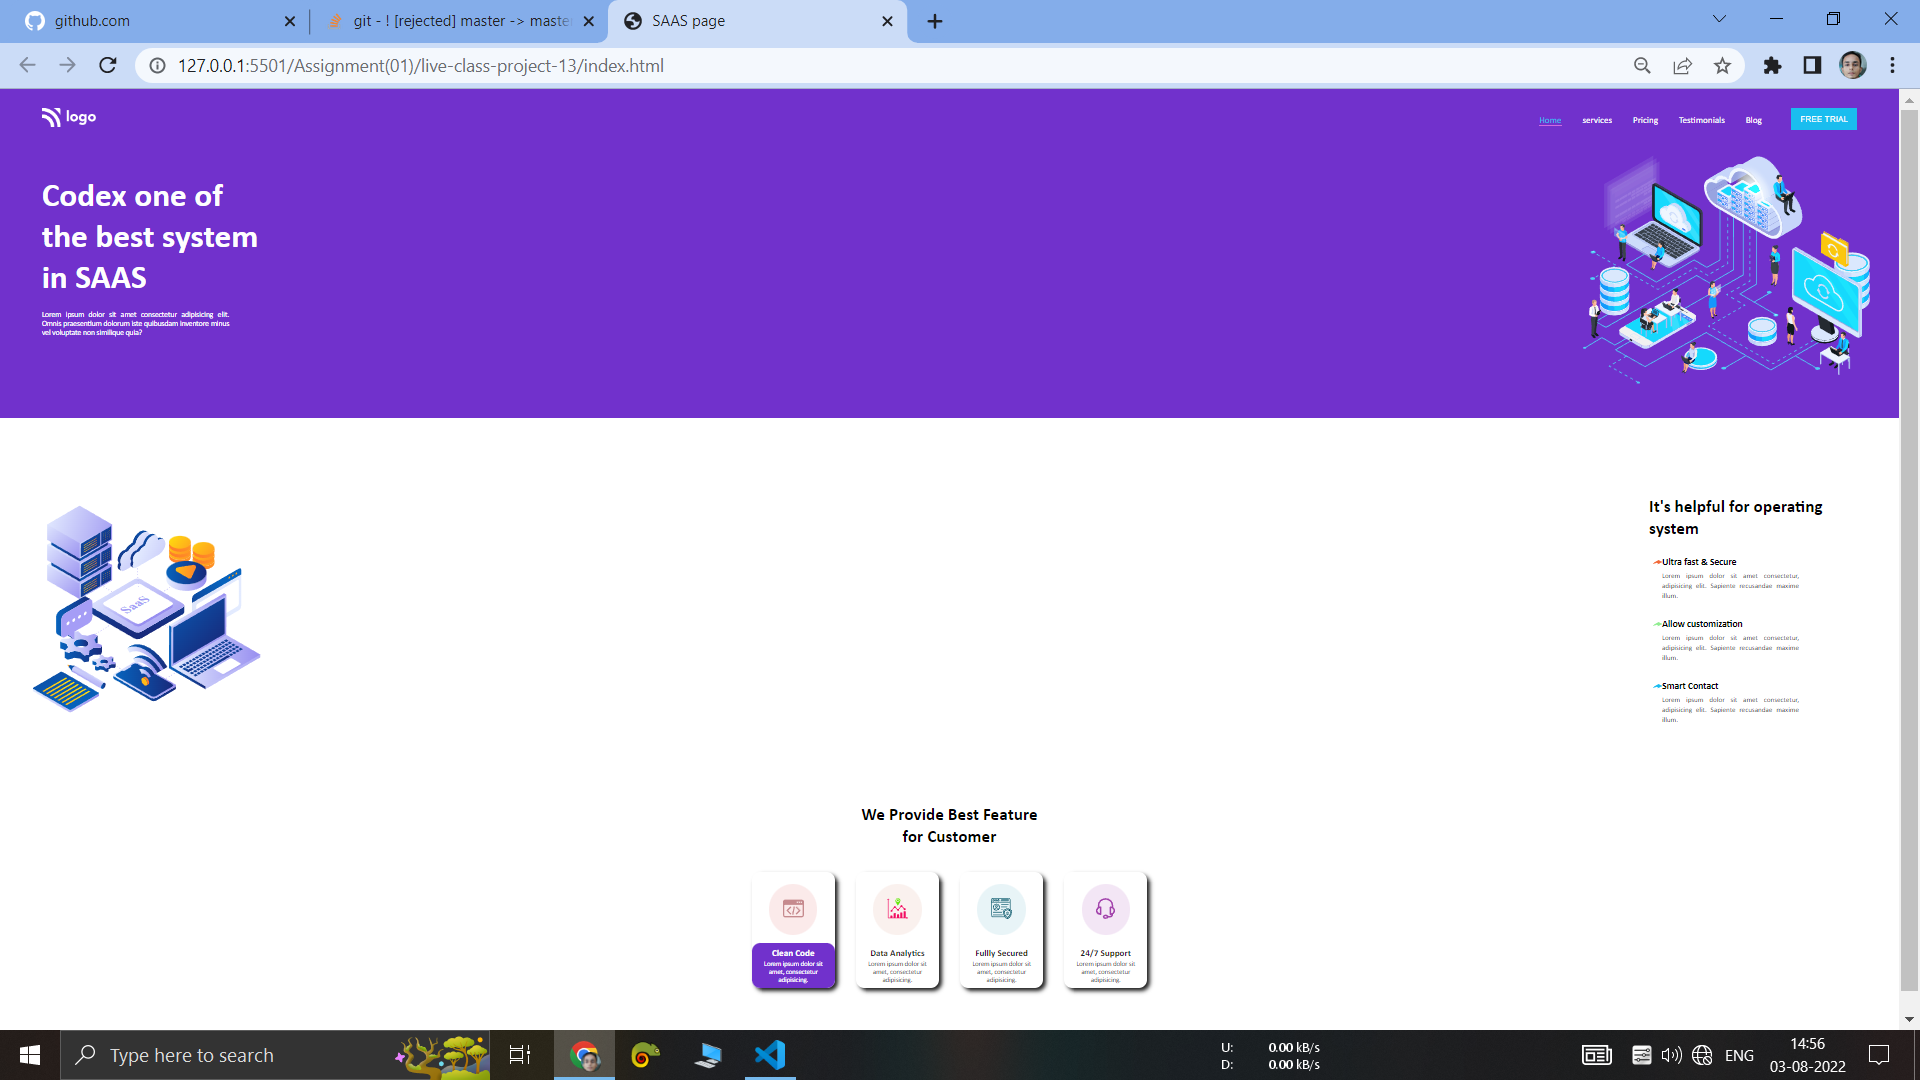 github.com
git - ! [rejected] master -> maste
SAAS page
127.0.0.1:5501/Assignment(01)/live-class-project-13/index.html
logo
Home services Pricing Testimonials Blog FREE TRIAL
Codex one of
the best system
in SAAS
Lorem ipsum dolor sit amet consectetur adipisicing elit.
Omnis praesentium dolorum iste quibusdam inventore minus
vel voluptate non similique quia?
SaaS
It's helpful for operating
system
Ultra fast & Secure
Lorem ipsum dolor sit amet consectetur,
adipisicing elit. Sapiente recusandae maxime
illum.
Allow customization
Lorem ipsum dolor sit amet consectetur,
adipisicing elit. Sapiente recusandae maxime
illum.
Smart Contact
Lorem ipsum dolor sit amet consectetur,
adipisicing elit. Sapiente recusandae maxime
illum.
We Provide Best Feature
for Customer
Clean Code
Lorem ipsum dolor sit
amet, consectetur
adipisicing.
Data Analytics
Lorem ipsum dolor sit
amet, consectetur
adipisicing.
Fullly Secured
Lorem ipsum dolor sit
amet, consectetur
adipisicing.
24/7 Support
Lorem ipsum dolor sit
amet, consectetur
adipisicing.
Type here to search
U: 0.00 kB/s
D: 0.00 kB/s
ENG
14:56
03-08-2022